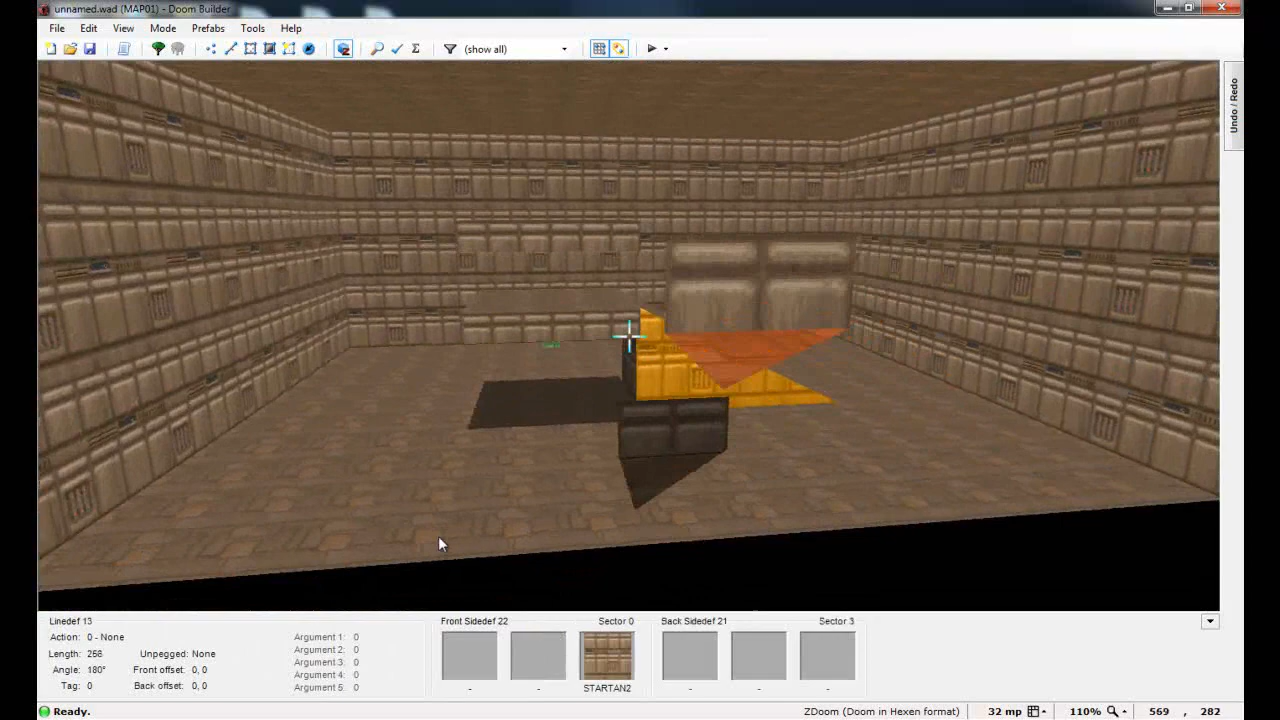 unnamed.wad (MAP01) - Doom Builder
File Edit View Mode Prefabs Tools Help
(show all)
Undo / Redo
Linedef 13
Action: 0 - None
Length: 256
Angle: 180°
Tag: 0
Unpegged: None
Front offset: 0, 0
Back offset: 0, 0
Argument 1: 0
Argument 2: 0
Argument 3: 0
Argument 4: 0
Argument 5: 0
Front Sidedef 22 Sector 0
- - STARTAN2
Back Sidedef 21 Sector 3
- - -
Ready. ZDoom (Doom in Hexen format) 32 mp 110% 569 , 282